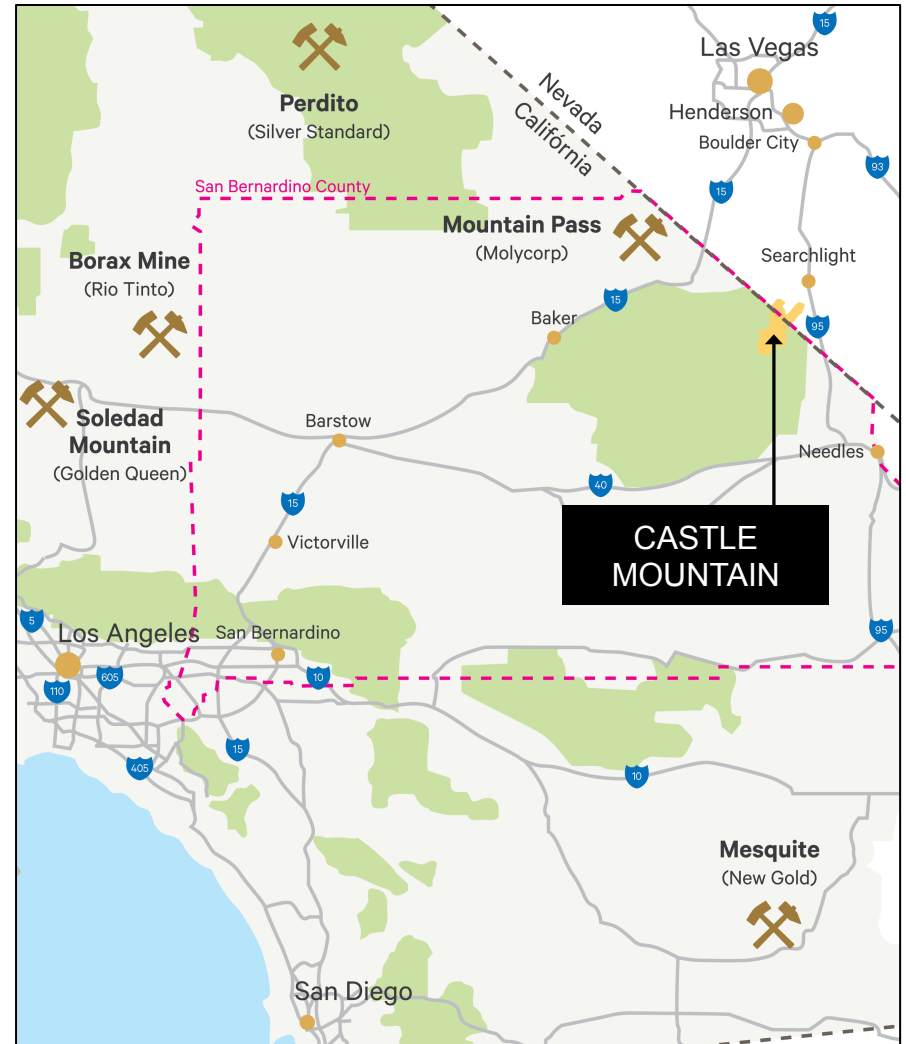 15
Las Vegas
Perdito
(Silver Standard)
Nevada
Califórnia
Henderson
Boulder City
93
15
San Bernardino County
Mountain Pass
(Molycorp)
Borax Mine
(Rio Tinto)
Searchlight
15
Baker
95
Soledad
Mountain
(Golden Queen)
Barstow
Needles
40
15
CASTLE
MOUNTAIN
Victorville
5
Los Angeles
San Bernardino
95
10
605
110
15
405
10
Mesquite
(New Gold)
San Diego